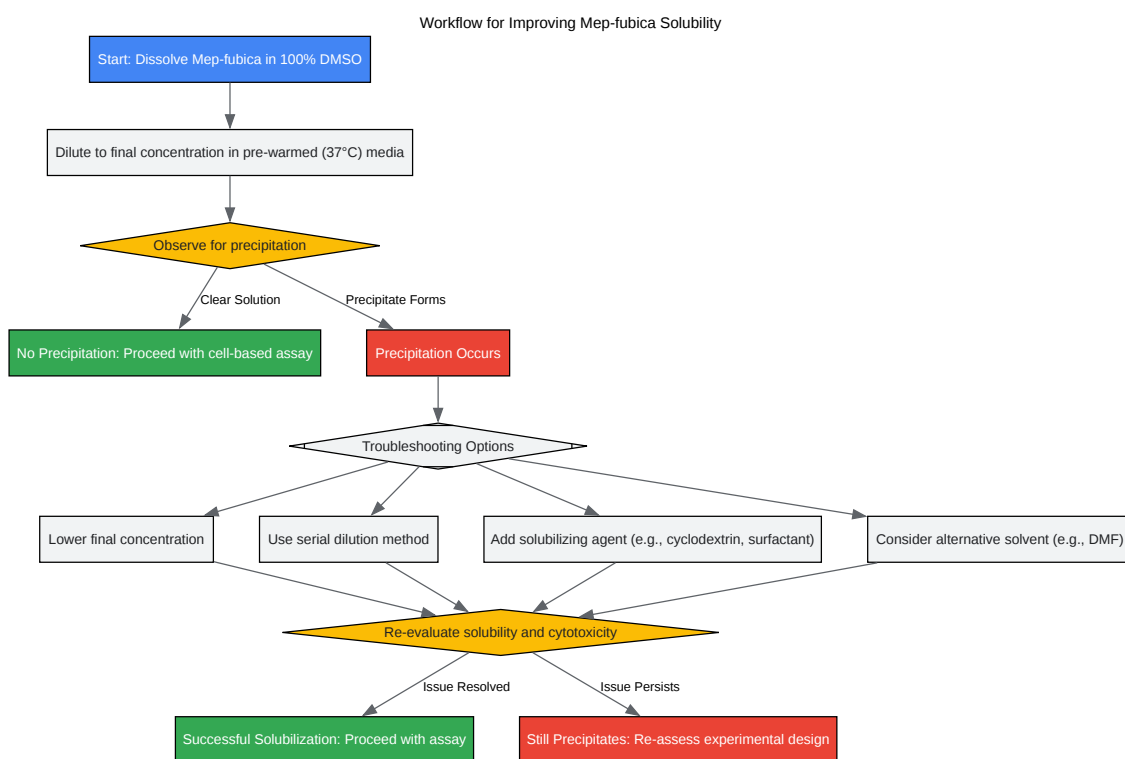 Workflow for Improving Mep-fubica Solubility
Start: Dissolve Mep-fubica in 100% DMSO
Dilute to final concentration in pre-warmed (37°C) media
Observe for precipitation
Clear Solution
Precipitate Forms
No Precipitation: Proceed with cell-based assay
Precipitation Occurs
Troubleshooting Options
Lower final concentration
Use serial dilution method
Add solubilizing agent (e.g., cyclodextrin, surfactant)
Consider alternative solvent (e.g., DMF)
Re-evaluate solubility and cytotoxicity
Issue Resolved
Issue Persists
Successful Solubilization: Proceed with assay
Still Precipitates: Re-assess experimental design